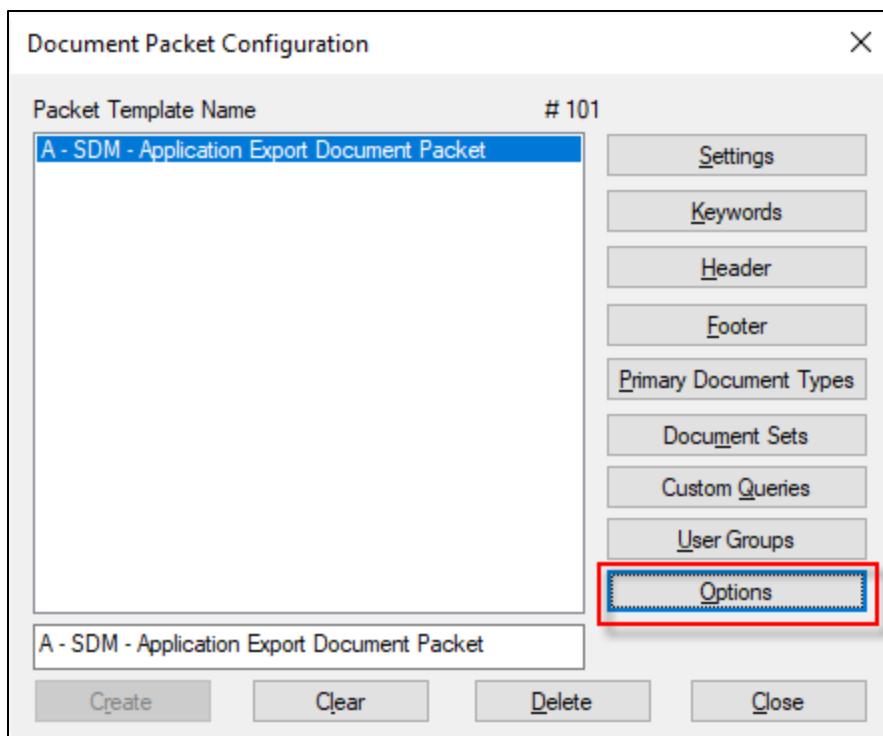 Document Packet Configuration
Packet Template Name # 101
A - SDM - Application Export Document Packet
Settings
Keywords
Header
Footer
Primary Document Types
Document Sets
Custom Queries
User Groups
Options
A - SDM - Application Export Document Packet
Create Clear Delete Close